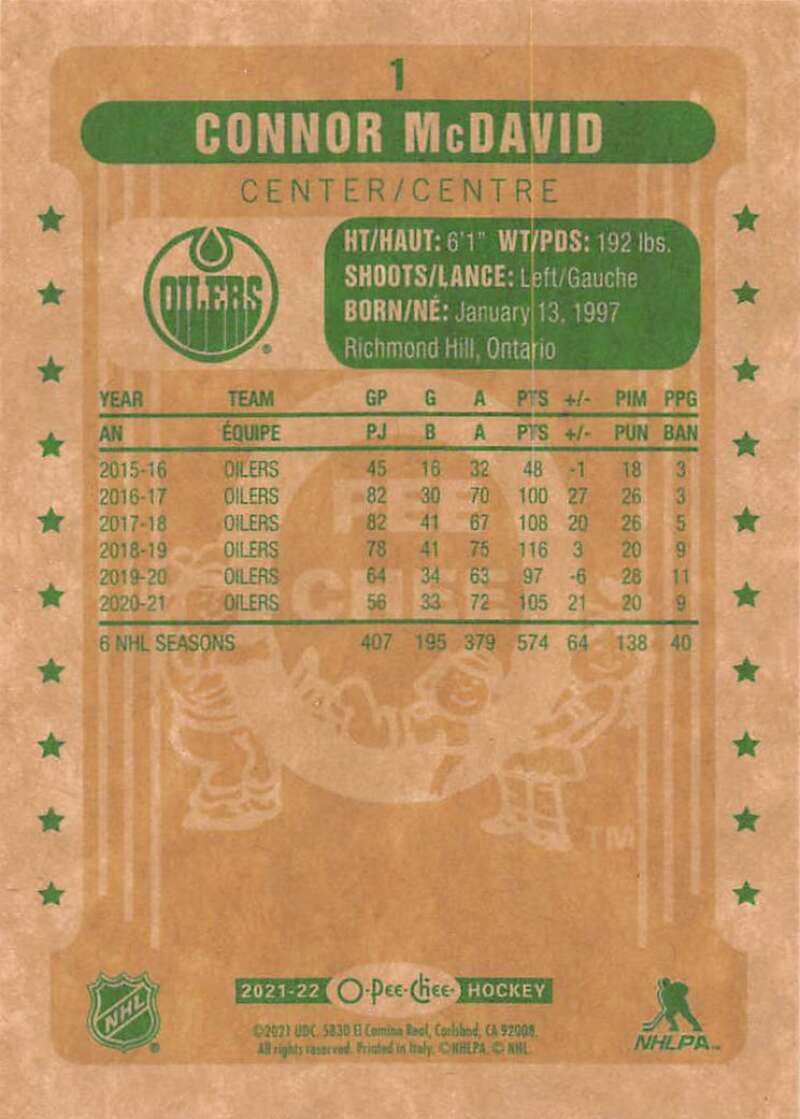 1
CONNOR McDAVID
CENTER/CENTRE
OILERS
HT/HAUT: 6'1" WT/PDS: 192 lbs.
SHOOTS/LANCE: Left/Gauche
BORN/NÉ: January 13, 1997
Richmond Hill, Ontario
YEAR TEAM GP G A PTS +/- PIM PPG
AN ÉQUIPE PJ B A PTS +/- PUN BAN
2015-16 OILERS 45 16 32 48 -1 18 3
2016-17 OILERS 82 30 70 100 27 26 3
2017-18 OILERS 82 41 67 108 20 26 5
2018-19 OILERS 78 41 75 116 3 20 9
2019-20 OILERS 64 34 63 97 -6 28 11
2020-21 OILERS 56 33 72 105 21 20 9
6 NHL SEASONS 407 195 379 574 64 138 40
PEE
CHEE
TM
NHL
2021-22 O-Pee-Chee HOCKEY
©2021 UDC. 5830 El Camino Real, Carlsbad, CA 92008.
All rights reserved. Printed in Italy. ©NHLPA. © NHL.
NHLPA